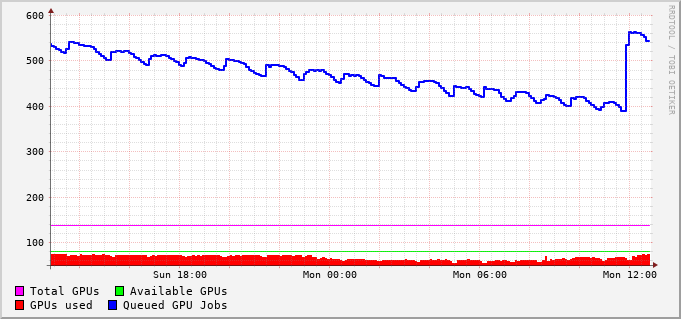 600
500
400
300
200
100
Sun 18:00 Mon 00:00 Mon 06:00 Mon 12:00
Total GPUs Available GPUs
GPUs used Queued GPU Jobs
RRDTOOL / TOBI OETIKER